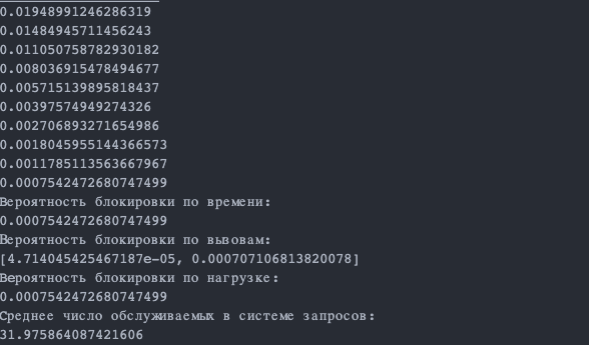 0.01948991246286319
0.01484945711456243
0.011050758782930182
0.008036915478494677
0.005715139895818437
0.00397574949274326
0.002706893271654986
0.0018045955144366573
0.0011785113563667967
0.0007542472680747499
Вероятность блокировки по времени:
0.0007542472680747499
Вероятность блокировки по вызовам:
[4.714045425467187e-05, 0.000707106813820078]
Вероятность блокировки по нагрузке:
0.0007542472680747499
Среднее число обслуживаемых в системе запросов:
31.975864087421606